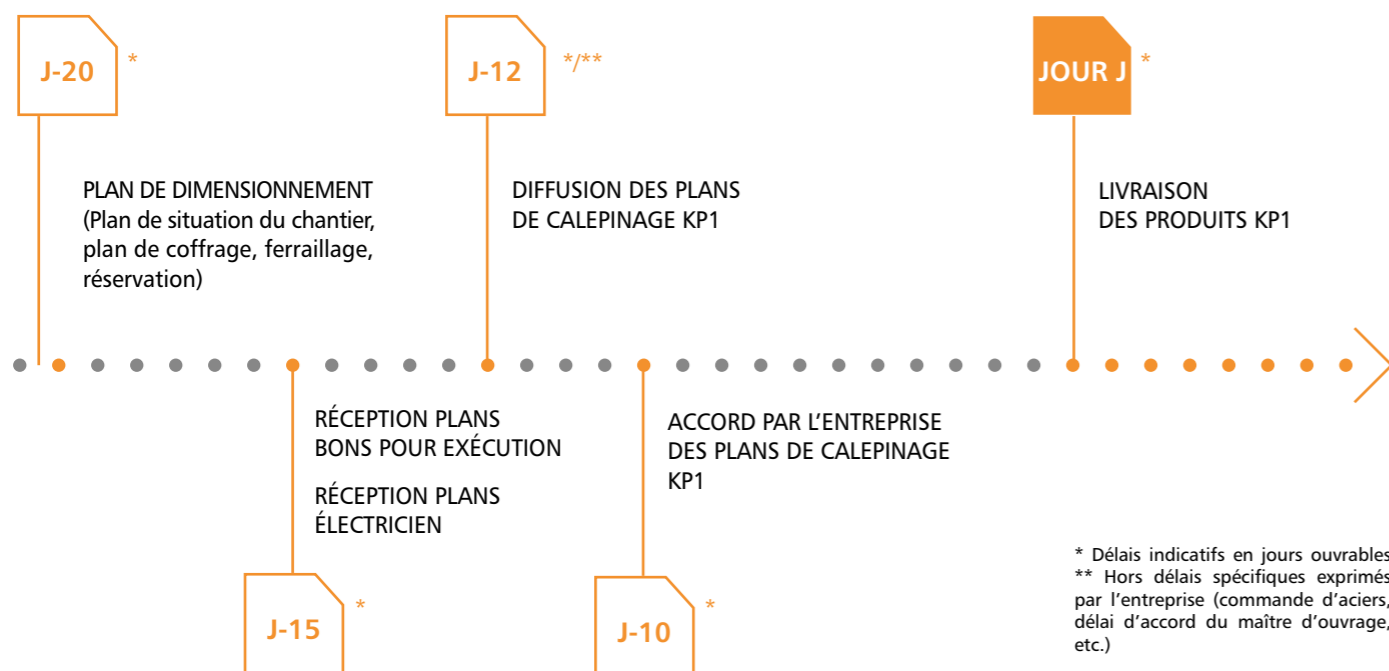 J-20 *
PLAN DE DIMENSIONNEMENT
(Plan de situation du chantier,
plan de coffrage, ferraillage,
réservation)
J-12 */**
DIFFUSION DES PLANS
DE CALEPINAGE KP1
JOUR J *
LIVRAISON
DES PRODUITS KP1
RÉCEPTION PLANS
BONS POUR EXÉCUTION
RÉCEPTION PLANS
ÉLECTRICIEN
J-15 *
ACCORD PAR L’ENTREPRISE
DES PLANS DE CALEPINAGE
KP1
J-10 *
* Délais indicatifs en jours ouvrables
** Hors délais spécifiques exprimés
par l’entreprise (commande d’aciers,
délai d’accord du maître d’ouvrage,
etc.)